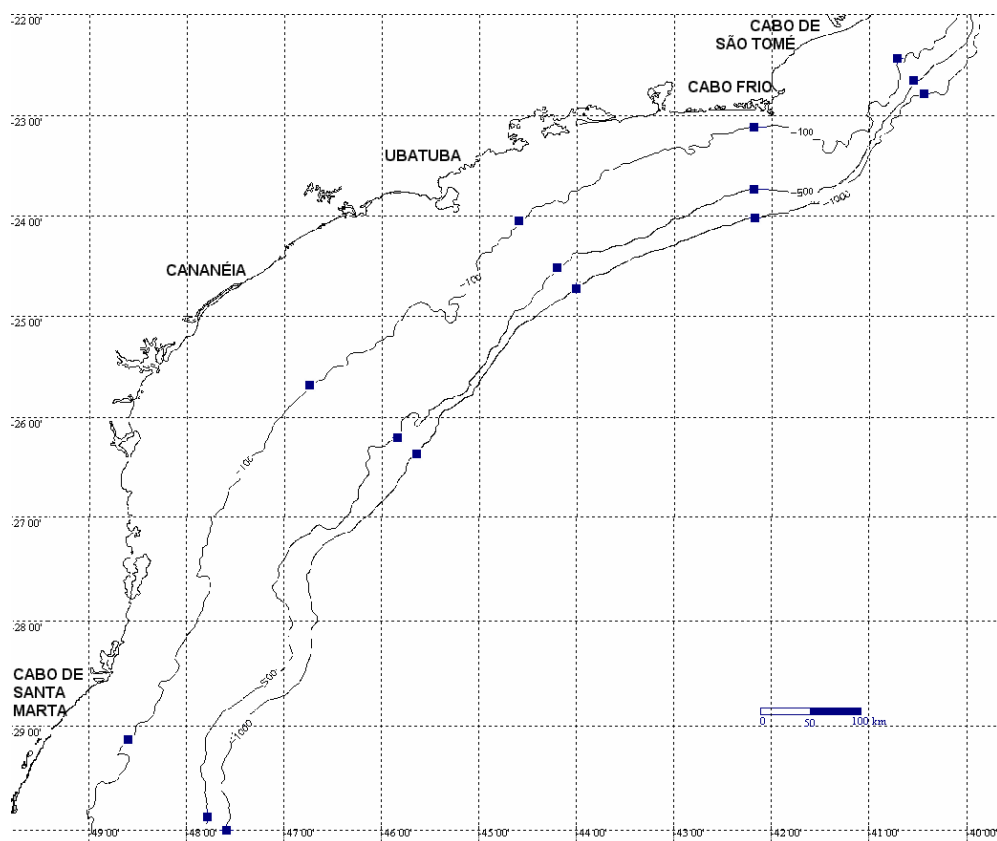 -22°00'
CABO DE
SÃO TOMÉ
CABO FRIO
-23°00'
-100
UBATUBA
-500
-1000
-24°00'
CANANÉIA
-100
-25°00'
-26°00'
-100
-27°00'
-28°00'
CABO DE
SANTA
MARTA
-500
-1000
0 50 100 km
-29°00'
-49°00' -48°00' -47°00' -46°00' -45°00' -44°00' -43°00' -42°00' -41°00' -40°00'